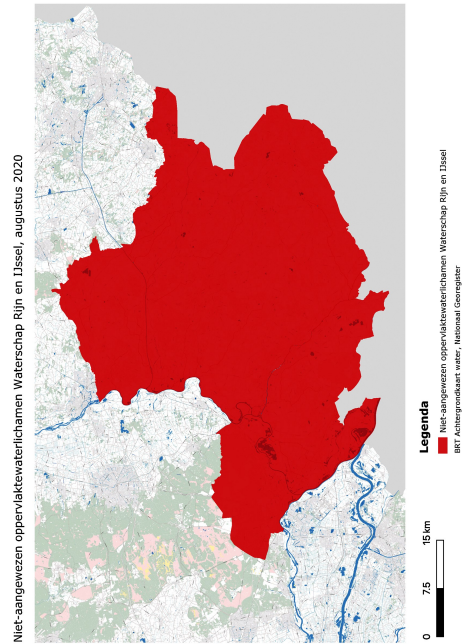 Niet-aangewezen oppervlaktewaterlichamen Waterschap Rijn en IJssel, augustus 2020
Legenda
Niet-aangewezen oppervlaktewaterlichamen Waterschap Rijn en IJssel
BRT Achtergrondkaart water, Nationaal Georegister
0 7.5 15 km